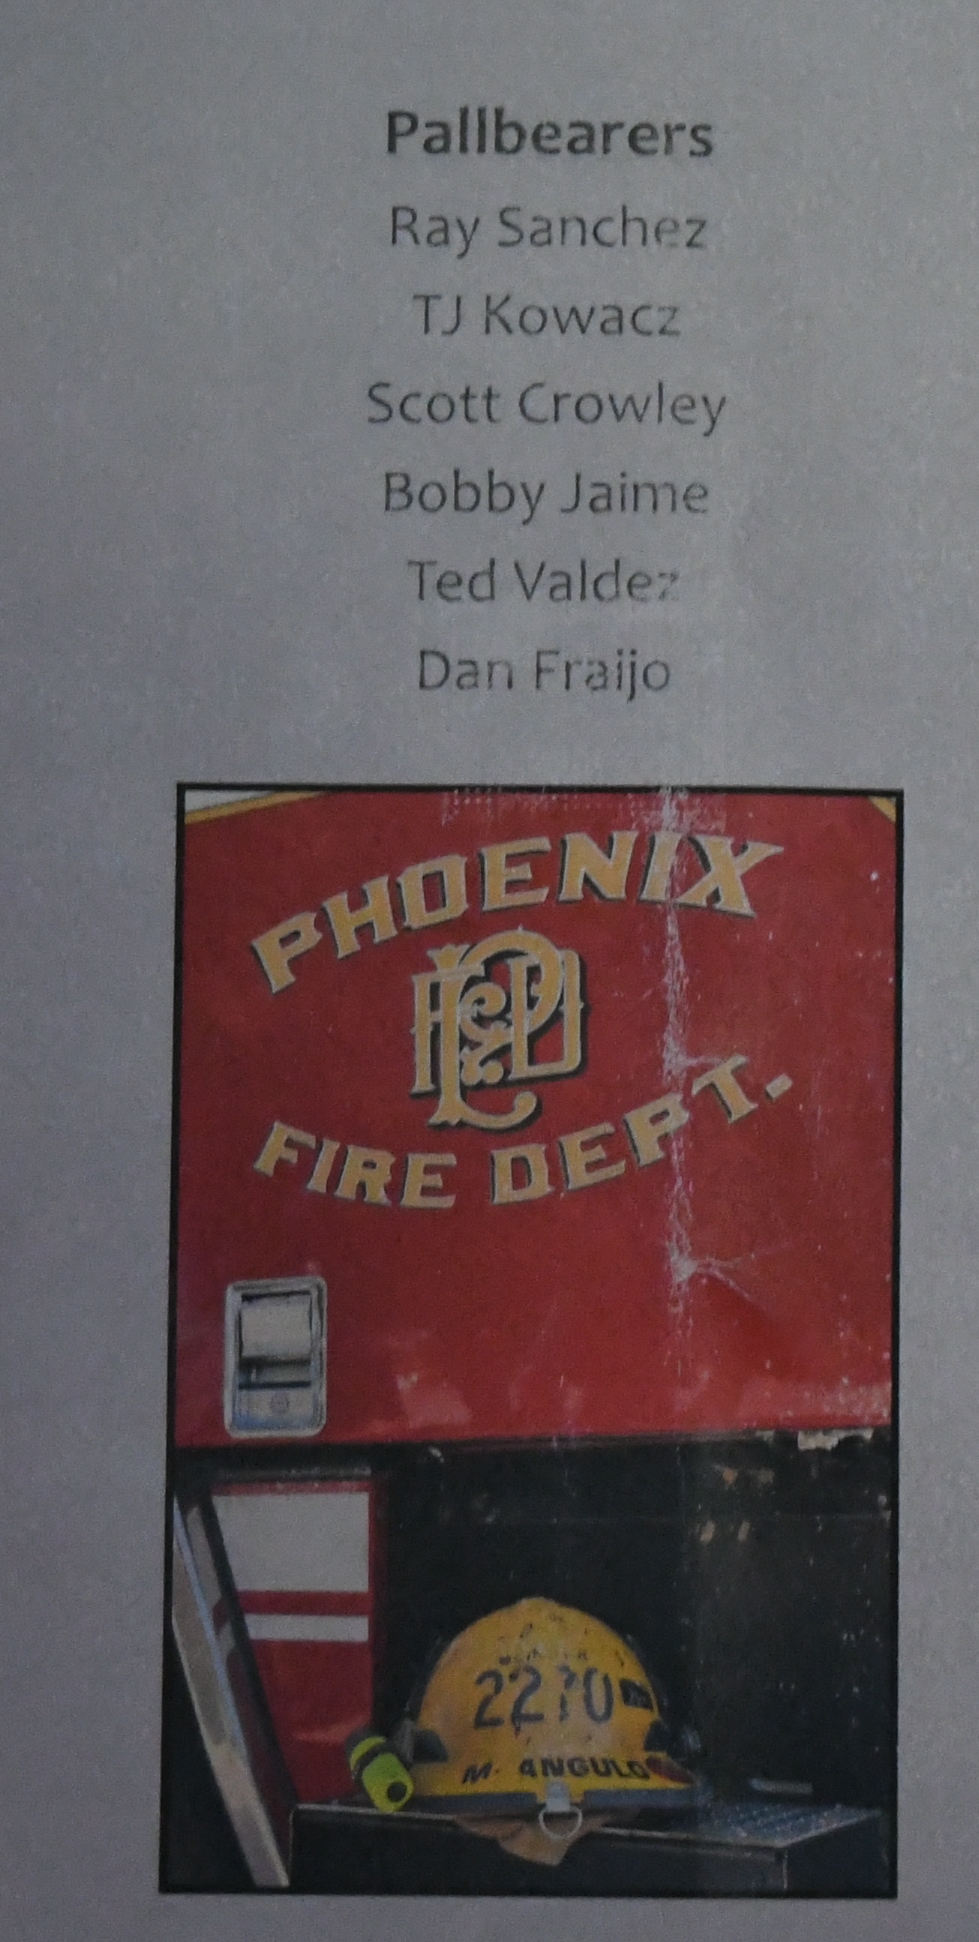 Pallbearers
Ray Sanchez
TJ Kowacz
Scott Crowley
Bobby Jaime
Ted Valdez
Dan Fraijo
PHOENIX
FIRE DEPT.
2270
M. ANGULO